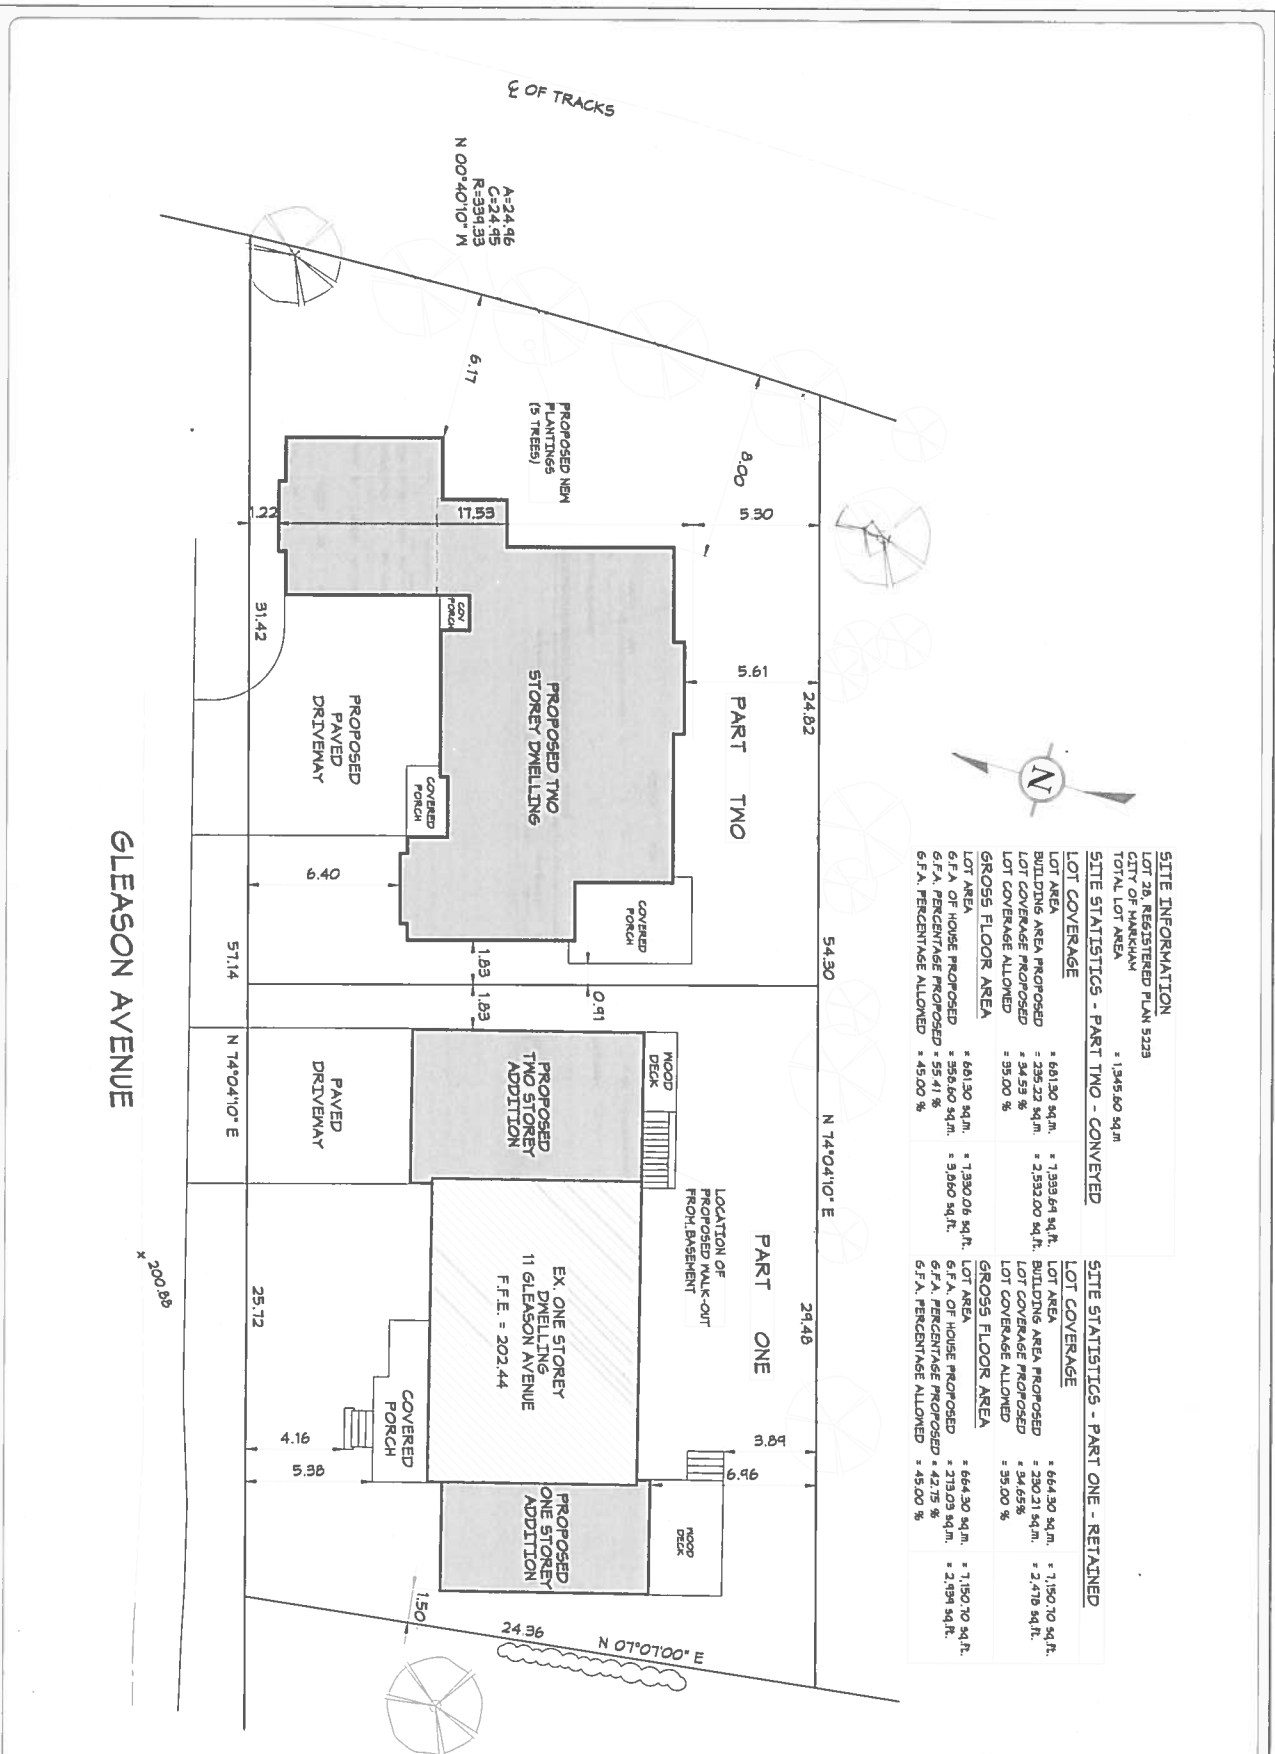 SITE INFORMATION
LOT 28, REGISTERED PLAN 5223
CITY OF MARKHAM
TOTAL LOT AREA = 1,345.60 sq.m
SITE STATISTICS - PART TWO - CONVEYED
LOT COVERAGE
LOT AREA = 681.30 sq.m. = 7,333.69 sq.ft.
BUILDING AREA PROPOSED = 235.22 sq.m. = 2,532.00 sq.ft.
LOT COVERAGE PROPOSED = 34.53 %
LOT COVERAGE ALLOWED = 35.00 %
GROSS FLOOR AREA
LOT AREA = 681.30 sq.m. = 7,330.06 sq.ft.
G.F.A OF HOUSE PROPOSED = 358.60 sq.m. = 3,860 sq.ft.
G.F.A. PERCENTAGE PROPOSED = 55.41 %
G.F.A. PERCENTAGE ALLOWED = 45.00 %
SITE STATISTICS - PART ONE - RETAINED
LOT COVERAGE
LOT AREA = 664.30 sq.m. = 7,150.70 sq.ft.
BUILDING AREA PROPOSED = 230.21 sq.m. = 2,478 sq.ft.
LOT COVERAGE PROPOSED = 34.65%
LOT COVERAGE ALLOWED = 35.00 %
GROSS FLOOR AREA
LOT AREA = 664.30 sq.m. = 7,150.70 sq.ft.
G.F.A. OF HOUSE PROPOSED = 273.03 sq.m. = 2,939 sq.ft.
G.F.A. PERCENTAGE PROPOSED = 42.75 %
G.F.A. PERCENTAGE ALLOWED = 45.00 %
N
℄ OF TRACKS
A=24.96
C=24.95
R=339.33
N 00°40'10" W
24.82
54.30
N 74°04'10" E
29.48
8.00
5.30
5.61
PART TWO
PART ONE
6.17
PROPOSED NEW
PLANTINGS
(5 TREES)
17.53
1.22
COV
PORCH
PROPOSED TWO
STOREY DWELLING
COVERED
PORCH
COVERED
PORCH
PROPOSED
PAVED
DRIVEWAY
31.42
6.40
1.83
1.83
0.91
WOOD
DECK
PROPOSED
TWO STOREY
ADDITION
PAVED
DRIVEWAY
LOCATION OF
PROPOSED WALK-OUT
FROM BASEMENT
EX. ONE STOREY
DWELLING
11 GLEASON AVENUE
F.F.E. = 202.44
COVERED
PORCH
4.16
5.38
3.89
6.96
WOOD
DECK
PROPOSED
ONE STOREY
ADDITION
1.50
24.36
N 07°07'00" E
57.14
N 74°04'10" E
25.72
x 200.88
GLEASON AVENUE